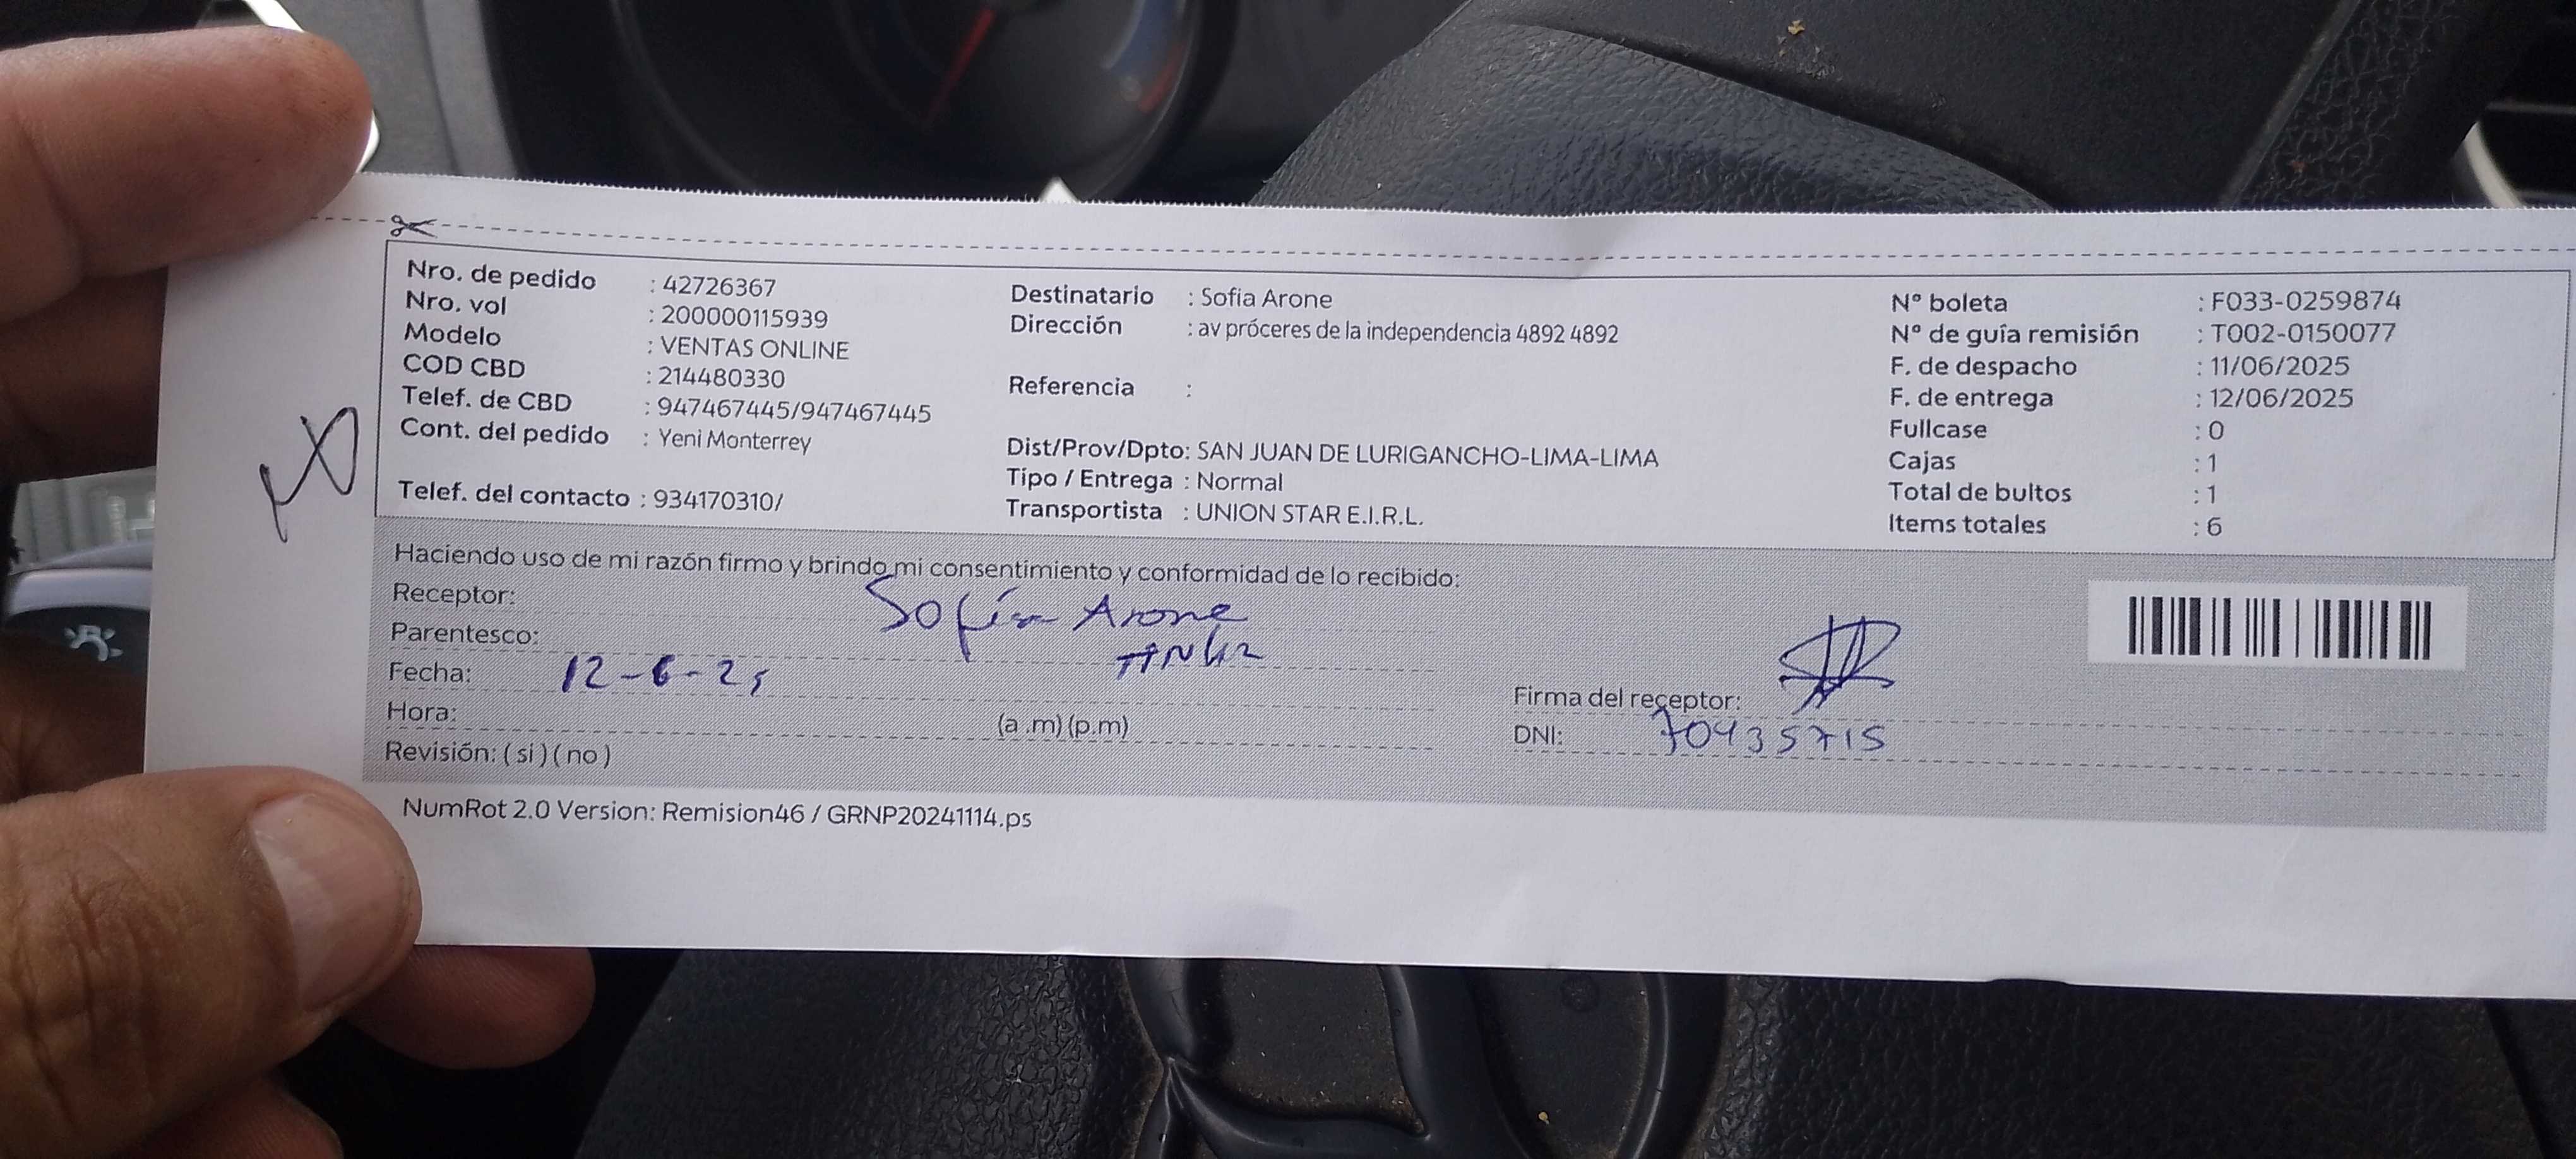 Nro. de pedido : 42726367
Nro. vol : 200000115939
Modelo : VENTAS ONLINE
COD CBD : 214480330
Telef. de CBD : 947467445/947467445
Cont. del pedido : Yeni Monterrey
Telef. del contacto : 934170310/
Destinatario : Sofia Arone
Dirección : av próceres de la independencia 4892 4892
Referencia :
Dist/Prov/Dpto: SAN JUAN DE LURIGANCHO-LIMA-LIMA
Tipo / Entrega : Normal
Transportista : UNION STAR E.I.R.L.
N° boleta : F033-0259874
N° de guía remisión : T002-0150077
F. de despacho : 11/06/2025
F. de entrega : 12/06/2025
Fullcase : 0
Cajas : 1
Total de bultos : 1
Items totales : 6
Haciendo uso de mi razón firmo y brindo mi consentimiento y conformidad de lo recibido:
Receptor: Sofía Arone
Parentesco:
Fecha: 12-6-25
Hora: (a .m) (p.m)
Revisión: ( si ) ( no )
Firma del receptor:
DNI: 70435715
NumRot 2.0 Version: Remision46 / GRNP20241114.ps